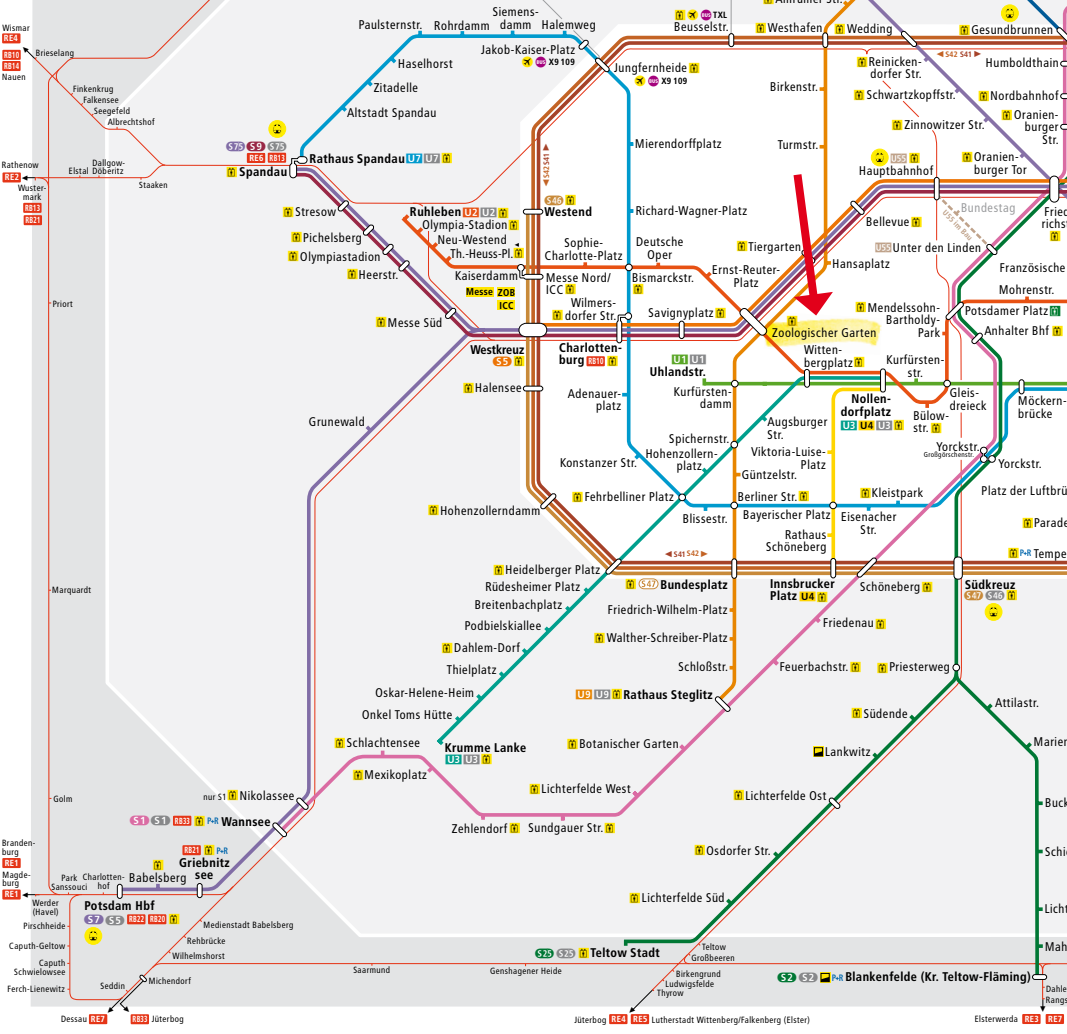 Wismar
RE4
RB10
RB14
Nauen
Brieselang
Finkenkrug
Falkensee
Seegefeld
Albrechtshof
Rathenow
RE2
Wuster-
mark
RB13
RB21
Elstal
Dallgow-
Döberitz
Staaken
Priort
Marquardt
Golm
Paulsternstr.
Rohrdamm
Siemens-
damm
Halemweg
Jakob-Kaiser-Platz
BUS X9 109
Haselhorst
Zitadelle
Altstadt Spandau
S75 S9 S75
RE6 RB13
Rathaus Spandau U7 U7
Spandau
Stresow
Pichelsberg
Olympiastadion
Heerstr.
Messe Süd
Ruhleben U2 U2
Olympia-Stadion
Neu-Westend
Th.-Heuss-Pl.
Kaiserdamm
Messe ZOB
ICC
S42 S41
S46
Westend
Messe Nord/
ICC
Sophie-
Charlotte-Platz
Deutsche
Oper
Bismarckstr.
Ernst-Reuter-
Platz
Wilmers-
dorfer Str.
Savignyplatz
Westkreuz
S5
Charlotten-
burg RB10
Halensee
Grunewald
BUS TXL
Beusselstr.
Jungfernheide
BUS X9 109
Mierendorffplatz
Richard-Wagner-Platz
Westhafen
Wedding
Birkenstr.
Turmstr.
Tiergarten
Hansaplatz
Bellevue
Gesundbrunnen
S42 S41
Reinicken-
dorfer Str.
Humboldthain
Schwartzkopffstr.
Nordbahnhof
Zinnowitzer Str.
Oranien-
burger
Str.
U55
Hauptbahnhof
Oranien-
burger Tor
Bundestag
U55 im Bau
U55 Unter den Linden
Fried
richst
Französische
Mohrenstr.
Mendelssohn-
Bartholdy-
Park
Potsdamer Platz
Anhalter Bhf
Zoologischer Garten
U1 U1
Uhlandstr.
Witten-
bergplatz
Kurfürsten-
str.
Kurfürsten-
damm
Nollen-
dorfplatz
U3 U4 U3
Bülow-
str.
Gleis-
dreieck
Möckern-
brücke
Adenauer-
platz
Augsburger
Str.
Spichernstr.
Hohenzollern-
platz
Viktoria-Luise-
Platz
Konstanzer Str.
Güntzelstr.
Yorckstr.
Großgörschenstr.
Yorckstr.
Fehrbelliner Platz
Berliner Str.
Kleistpark
Platz der Luftbrü
Hohenzollerndamm
Blissestr.
Bayerischer Platz
Eisenacher
Str.
Rathaus
Schöneberg
Parade
S41 S42
P+R Tempe
Heidelberger Platz
S47 Bundesplatz
Innsbrucker
Platz U4
Schöneberg
Südkreuz
S47 S46
Rüdesheimer Platz
Breitenbachplatz
Podbielskiallee
Dahlem-Dorf
Thielplatz
Oskar-Helene-Heim
Onkel Toms Hütte
Krumme Lanke
U3 U3
Friedrich-Wilhelm-Platz
Walther-Schreiber-Platz
Schloßstr.
U9 U9 Rathaus Steglitz
Friedenau
Feuerbachstr.
Priesterweg
Attilastr.
Südende
Lankwitz
Marien
Botanischer Garten
Schlachtensee
Mexikoplatz
Lichterfelde West
Lichterfelde Ost
Buck
Zehlendorf
Sundgauer Str.
nur S1 Nikolassee
S1 S1 RB33 P+R Wannsee
RB21 P+R
Griebnitz
see
Babelsberg
Osdorfer Str.
Schic
Lichterfelde Süd
Licht
Branden-
burg
RE1
Magde-
burg
RE1
Park
Sanssouci
Charlotten-
hof
Werder
(Havel)
Potsdam Hbf
S7 S5 RB22 RB20
Pirschheide
Caputh-Geltow
Caputh
Schwielowsee
Ferch-Lienewitz
Medienstadt Babelsberg
Rehbrücke
Wilhelmshorst
Michendorf
Seddin
Dessau RE7
RB33 Jüterbog
Saarmund
Genshagener Heide
S25 S25 Teltow Stadt
Mah
Teltow
Großbeeren
Birkengrund
Ludwigsfelde
Thyrow
S2 S2 P+R Blankenfelde (Kr. Teltow-Fläming)
Dahle
Rangs
Jüterbog RE4 RE5 Lutherstadt Wittenberg/Falkenberg (Elster)
Elsterwerda RE3 RE7